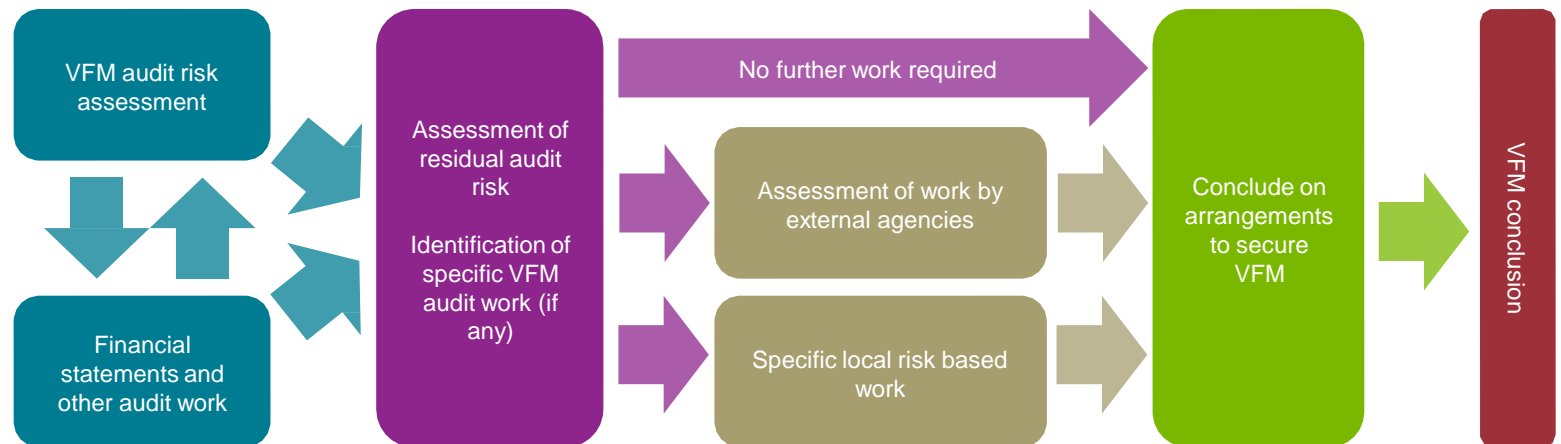 VFM audit risk
assessment
Financial
statements and
other audit work
Assessment of
residual audit
risk
Identification of
specific VFM
audit work (if
any)
No further work required
Assessment of work by
external agencies
Specific local risk based
work
Conclude on
arrangements
to secure
VFM
VFM conclusion